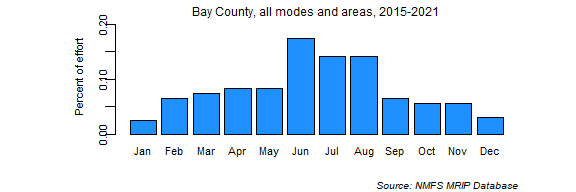 Bay County, all modes and areas, 2015-2021
Percent of effort
0.20
0.10
0.00
Jan Feb Mar Apr May Jun Jul Aug Sep Oct Nov Dec
Source: NMFS MRIP Database